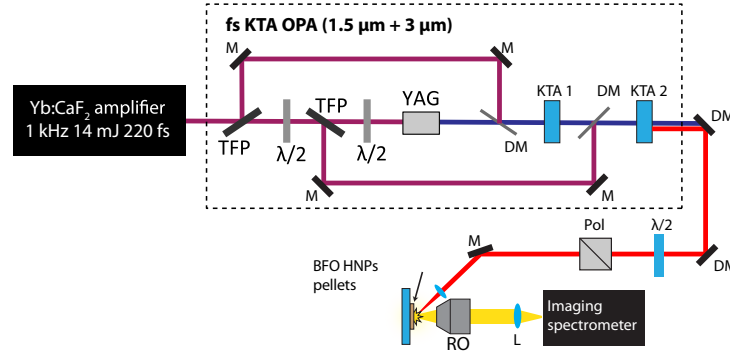 fs KTA OPA (1.5 μm + 3 μm)
M
M
Yb:CaF₂ amplifier
1 kHz 14 mJ 220 fs
TFP
λ/2
TFP
λ/2
YAG
DM
KTA 1
DM
KTA 2
DM
M
M
M
Pol
λ/2
DM
BFO HNPs
pellets
RO
L
Imaging
spectrometer